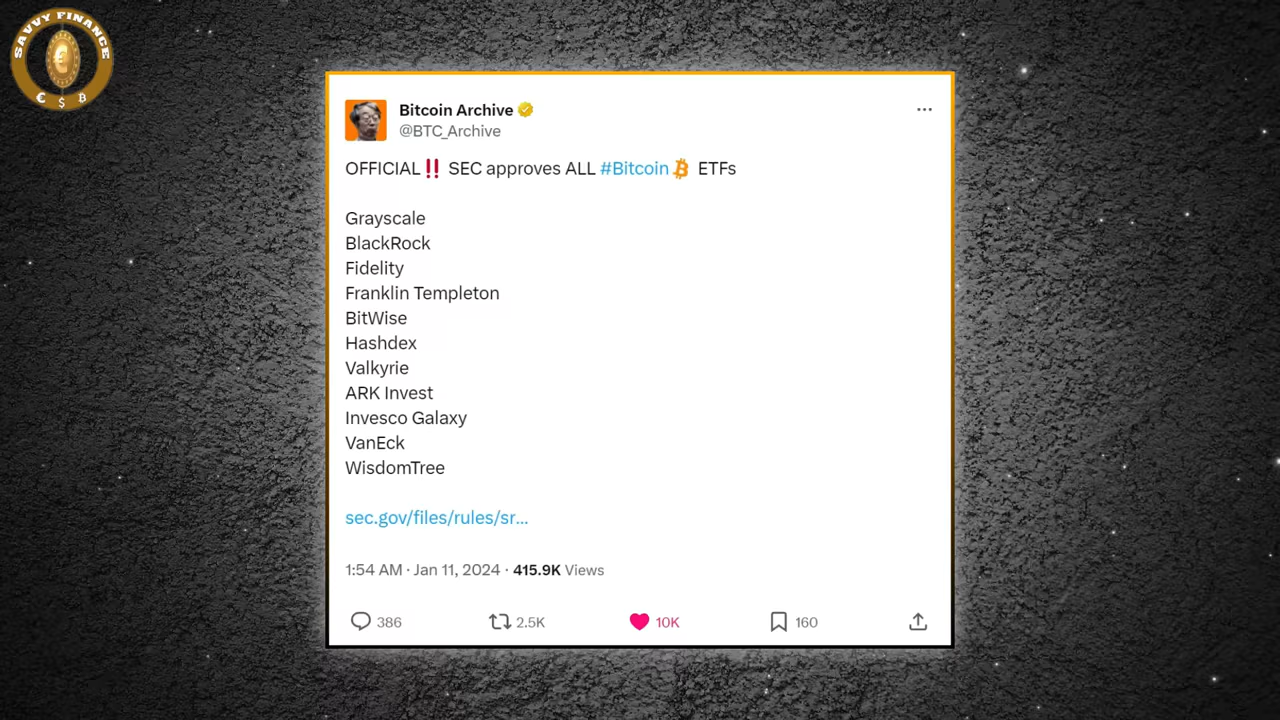 SAVVY FINANCE
€
€ $ ₿
Bitcoin Archive
@BTC_Archive
OFFICIAL‼️ SEC approves ALL #Bitcoin ₿ ETFs
Grayscale
BlackRock
Fidelity
Franklin Templeton
BitWise
Hashdex
Valkyrie
ARK Invest
Invesco Galaxy
VanEck
WisdomTree
sec.gov/files/rules/sr...
1:54 AM · Jan 11, 2024 · 415.9K Views
386 2.5K 10K 160